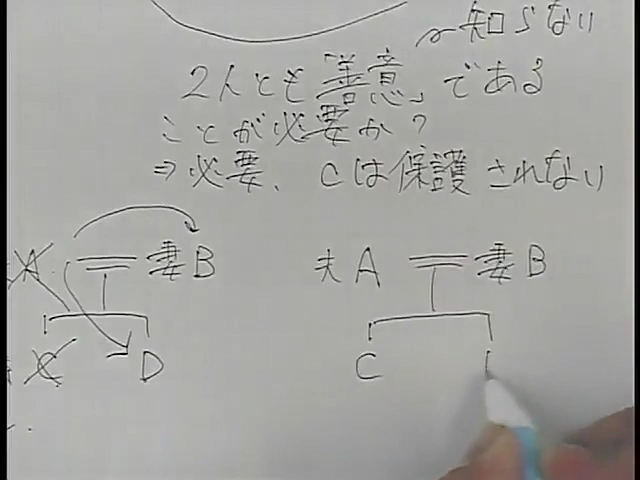 知らない
2人とも「善意」である
ことが必要か?
⇒必要、Cは保護されない
A 妻B
C D
夫A 妻B
C